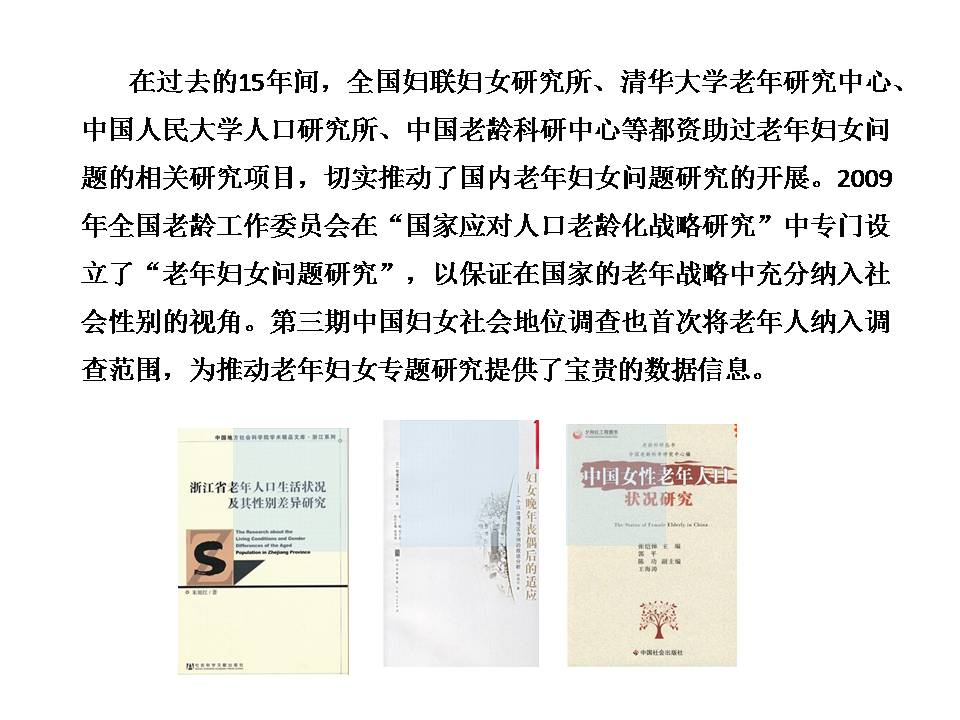 在过去的15年间，全国妇联妇女研究所、清华大学老年研究中心、
中国人民大学人口研究所、中国老龄科研中心等都资助过老年妇女问
题的相关研究项目，切实推动了国内老年妇女问题研究的开展。2009
年全国老龄工作委员会在“国家应对人口老龄化战略研究”中专门设
立了“老年妇女问题研究”，以保证在国家的老年战略中充分纳入社
会性别的视角。第三期中国妇女社会地位调查也首次将老年人纳入调
查范围，为推动老年妇女专题研究提供了宝贵的数据信息。
中国地方社会科学院学术精品文库·浙江系列
浙江省老年人口生活状况
及其性别差异研究
The Research about the
Living Conditions and Gender
Differences of the Aged
Population in Zhejiang Province
S
社会科学文献出版社
妇女晚年丧偶后的适应
中国女性老年人口
状况研究
The Status of Female Elderly in China
张恺悌 主 编
郭 平
陈 功 副主编
王海涛
中国社会出版社